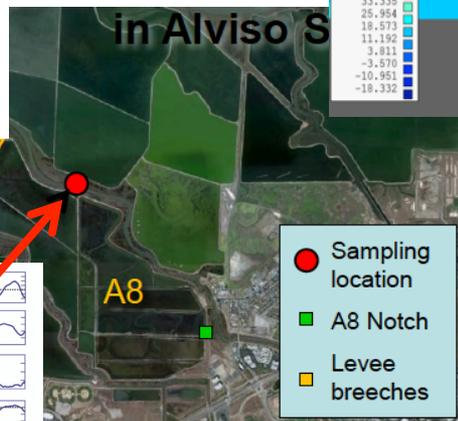 in Alviso S
25.954
18.573
11.192
3.811
-3.570
-10.951
-18.332
A8
Sampling
location
A8 Notch
Levee
breeches